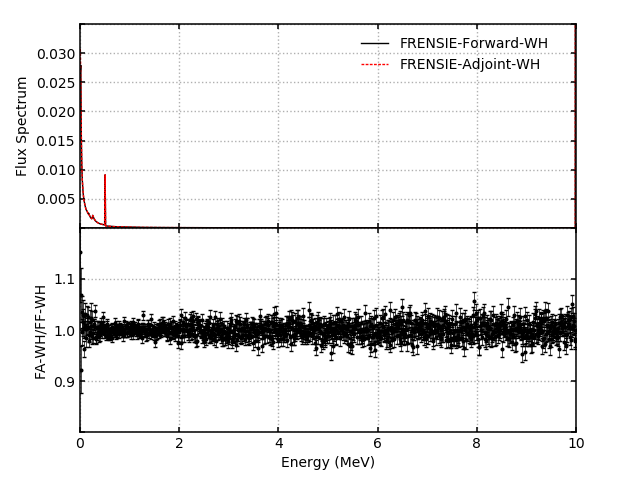 FRENSIE-Forward-WH
FRENSIE-Adjoint-WH
Flux Spectrum
0.030
0.025
0.020
0.015
0.010
0.005
FA-WH/FF-WH
1.1
1.0
0.9
0 2 4 6 8 10
Energy (MeV)